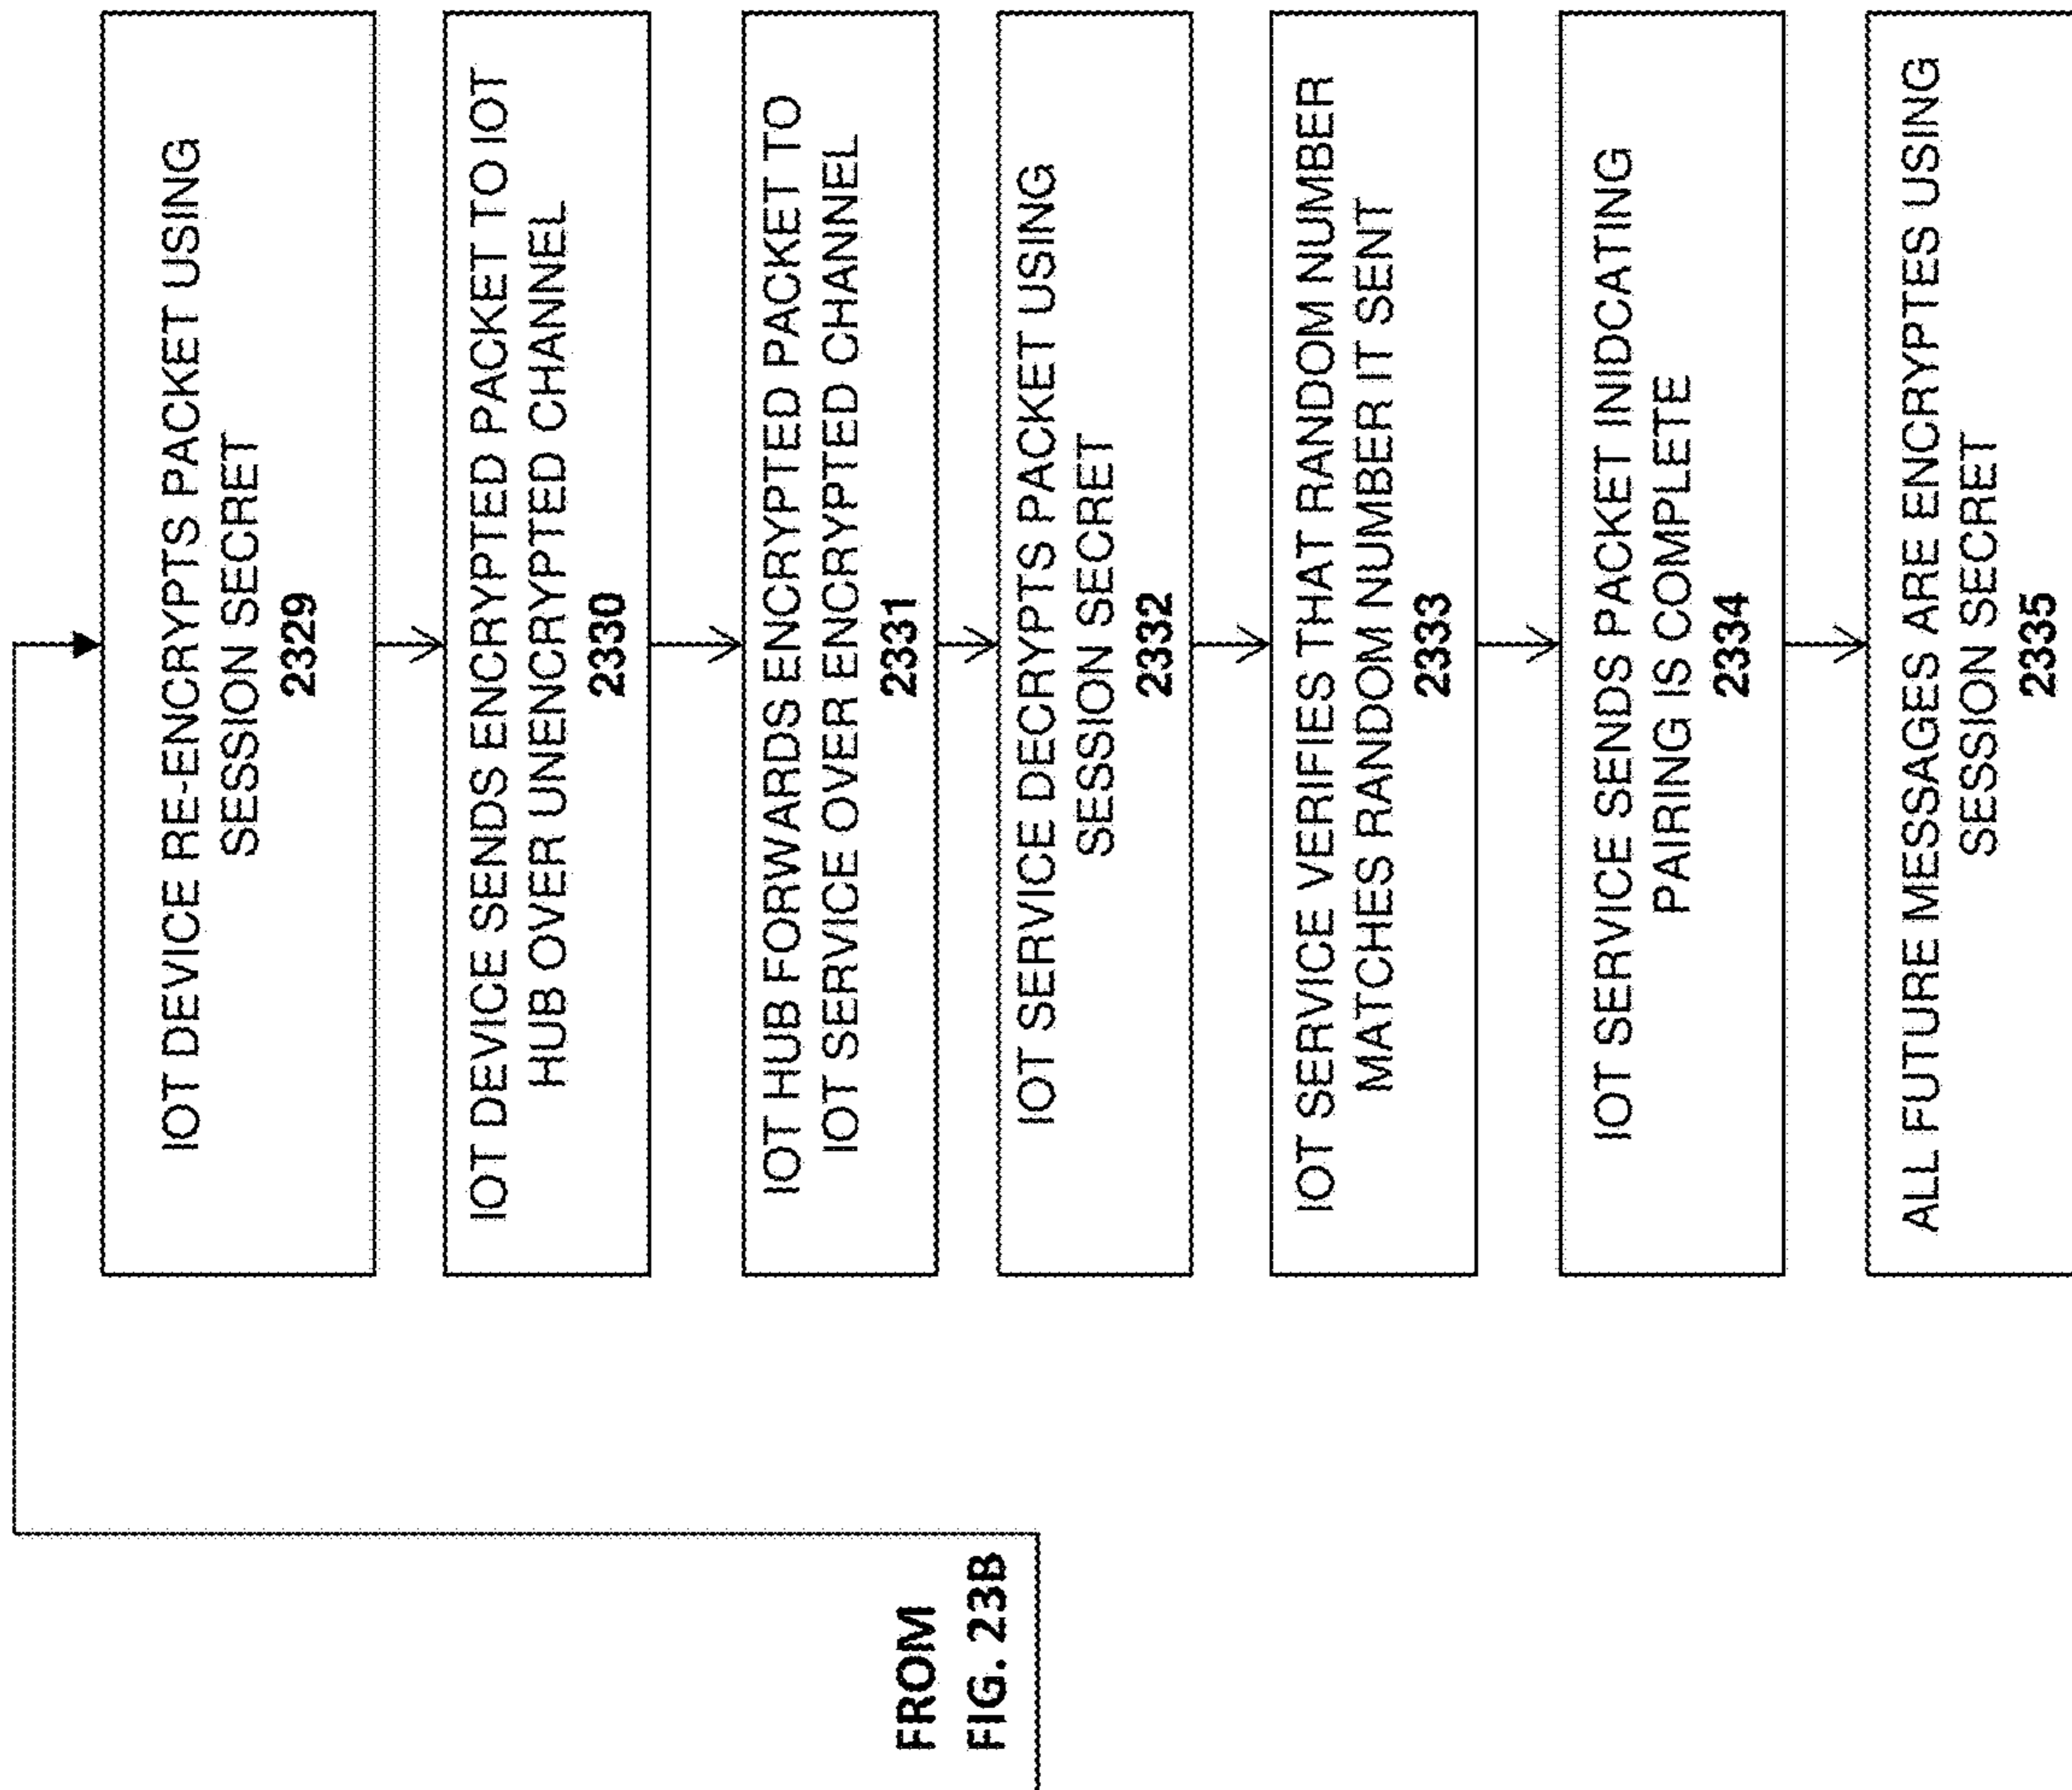 IOT DEVICE RE-ENCRYPTS PACKET USING
SESSION SECRET
2329
IOT DEVICE SENDS ENCRYPTED PACKET TO IOT
HUB OVER UNENCRYPTED CHANNEL
2330
IOT HUB FORWARDS ENCRYPTED PACKET TO
IOT SERVICE OVER ENCRYPTED CHANNEL
2331
IOT SERVICE DECRYPTS PACKET USING
SESSION SECRET
2332
IOT SERVICE VERIFIES THAT RANDOM NUMBER
MATCHES RANDOM NUMBER IT SENT
2333
IOT SERVICE SENDS PACKET INIDCATING
PAIRING IS COMPLETE
2334
ALL FUTURE MESSAGES ARE ENCRYPTES USING
SESSION SECRET
2335
FROM
FIG. 23B